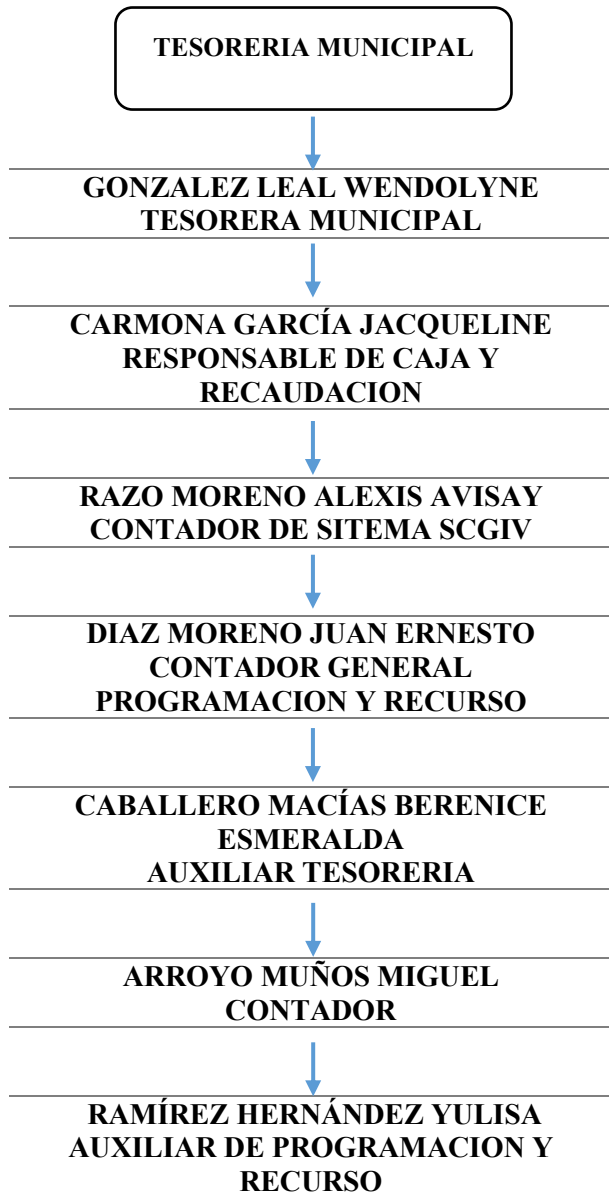 TESORERIA MUNICIPAL
GONZALEZ LEAL WENDOLYNE
TESORERA MUNICIPAL
CARMONA GARCÍA JACQUELINE
RESPONSABLE DE CAJA Y
RECAUDACION
RAZO MORENO ALEXIS AVISAY
CONTADOR DE SITEMA SCGIV
DIAZ MORENO JUAN ERNESTO
CONTADOR GENERAL
PROGRAMACION Y RECURSO
CABALLERO MACÍAS BERENICE
ESMERALDA
AUXILIAR TESORERIA
ARROYO MUÑOS MIGUEL
CONTADOR
RAMÍREZ HERNÁNDEZ YULISA
AUXILIAR DE PROGRAMACION Y
RECURSO